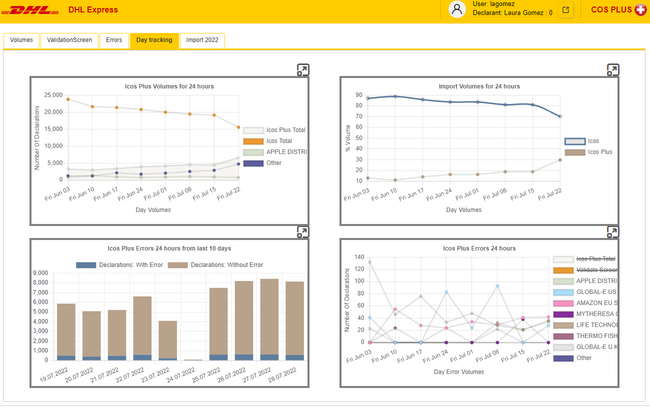 DHL DHL Express
User: lagomez
Declarant: Laura Gomez : 0
COS PLUS
Volumes ValidationScreen Errors Day tracking Import 2022
Icos Plus Volumes for 24 hours
Number Of Declarations
25,000
20,000
15,000
10,000
5,000
0
Fri Jun 03 Fri Jun 10 Fri Jun 17 Fri Jun 24 Fri Jul 01 Fri Jul 08 Fri Jul 15 Fri Jul 22
Day Volumes
Icos Plus Total
Icos Total
APPLE DISTRI
Other
Import Volumes for 24 hours
% Volume
90
80
70
60
50
40
30
20
10
Fri Jun 03 Fri Jun 10 Fri Jun 17 Fri Jun 24 Fri Jul 01 Fri Jul 08 Fri Jul 15 Fri Jul 22
Day Volumes
Icos
Icos Plus
Icos Plus Errors 24 hours from last 10 days
Declarations: With Error Declarations: Without Error
9,000
8,000
7,000
6,000
5,000
4,000
3,000
2,000
1,000
0
19.07.2022 20.07.2022 21.07.2022 22.07.2022 23.07.2022 24.07.2022 25.07.2022 26.07.2022 27.07.2022 28.07.2022
Icos Plus Errors 24 hours
Number Of Declarations
140
120
100
80
60
40
20
0
Fri Jun 03 Fri Jun 10 Fri Jun 17 Fri Jun 24 Fri Jul 01 Fri Jul 08 Fri Jul 15 Fri Jul 22
Day Error Volumes
Icos Plus Total
Validate Screen
APPLE DISTRI
GLOBAL-E US
AMAZON EU S
MYTHERESA
LIFE TECHNO
THERMO FISH
GLOBAL-E U.K
Other